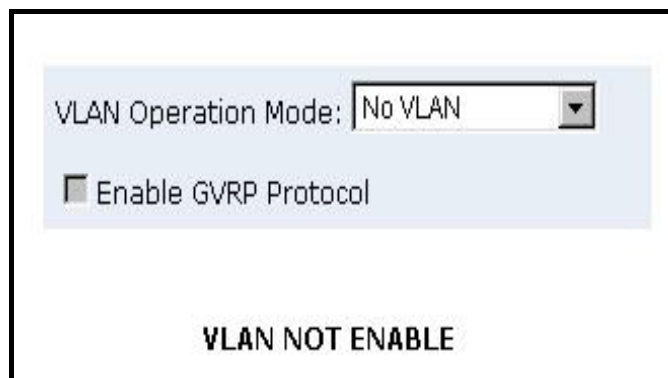 VLAN Operation Mode: No VLAN
Enable GVRP Protocol
VLAN NOT ENABLE